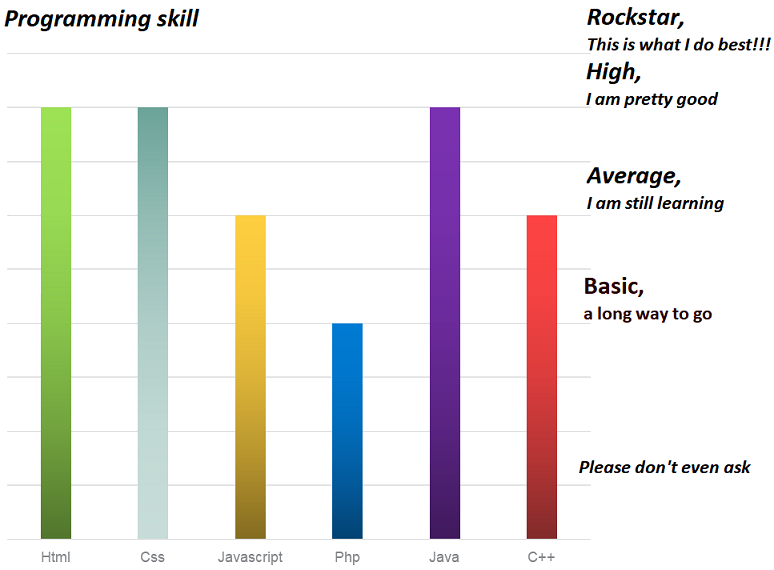 Programming skill
Rockstar,
This is what I do best!!!
High,
I am pretty good
Average,
I am still learning
Basic,
a long way to go
Please don't even ask
Html
Css
Javascript
Php
Java
C++